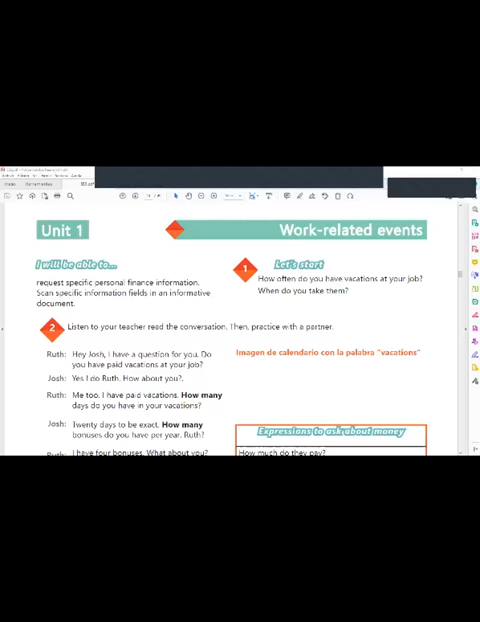 Inicio
Herramientas
Unit 1
Work-related events
I will be able to...
request specific personal finance information.
Scan specific information fields in an informative
document.
1
Let's start
How often do you have vacations at your job?
When do you take them?
2
Listen to your teacher read the conversation. Then, practice with a partner.
Ruth: Hey Josh, I have a question for you. Do
you have paid vacations at your job?
Josh: Yes I do Ruth. How about you?.
Ruth: Me too. I have paid vacations. How many
days do you have in your vacations?
Josh: Twenty days to be exact. How many
bonuses do you have per year, Ruth?
Ruth: I have four bonuses. What about you?
Imagen de calendario con la palabra "vacations"
Expressions to ask about money
How much do they pay?